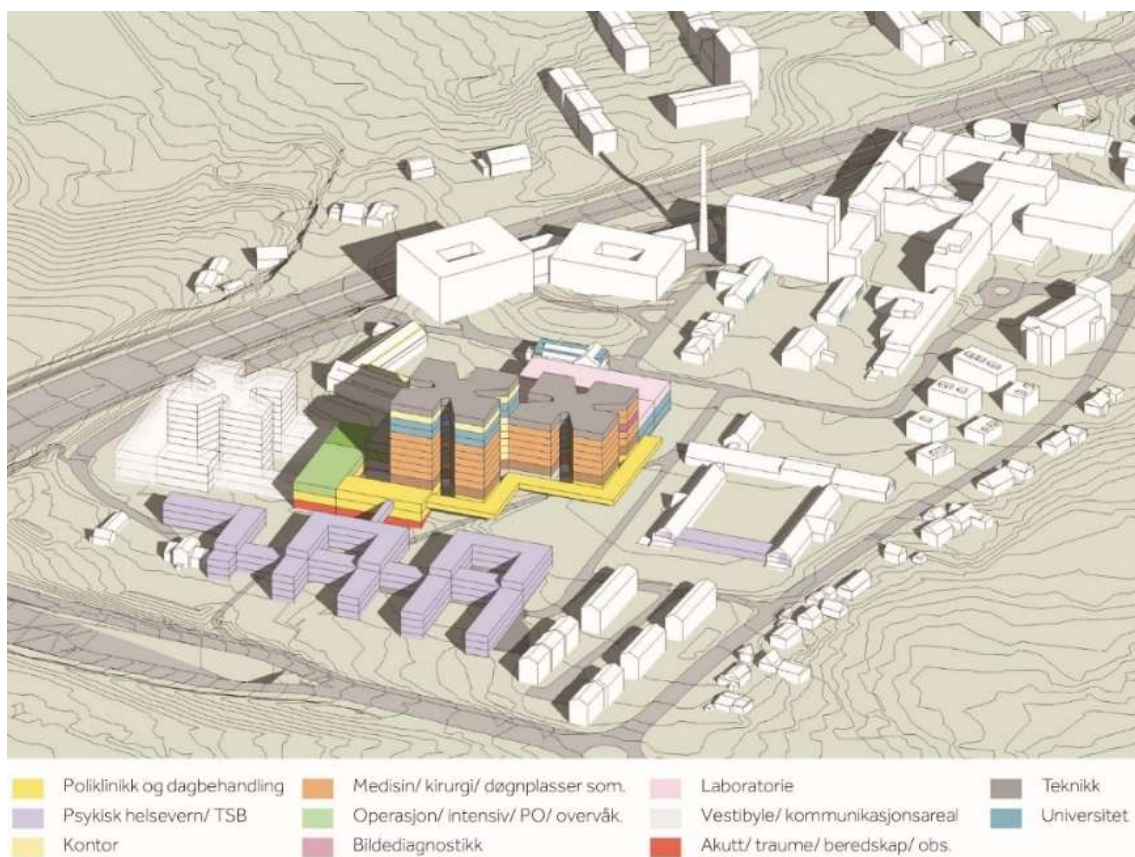 Poliklinikk og dagbehandling
Medisin/ kirurgi/ døgnplasser som.
Laboratorie
Teknikk
Psykisk helsevern/ TSB
Operasjon/ intensiv/ PO/ overvåk.
Vestibyle/ kommunikasjonsareal
Universitet
Kontor
Bildediagnostikk
Akutt/ traume/ beredskap/ obs.